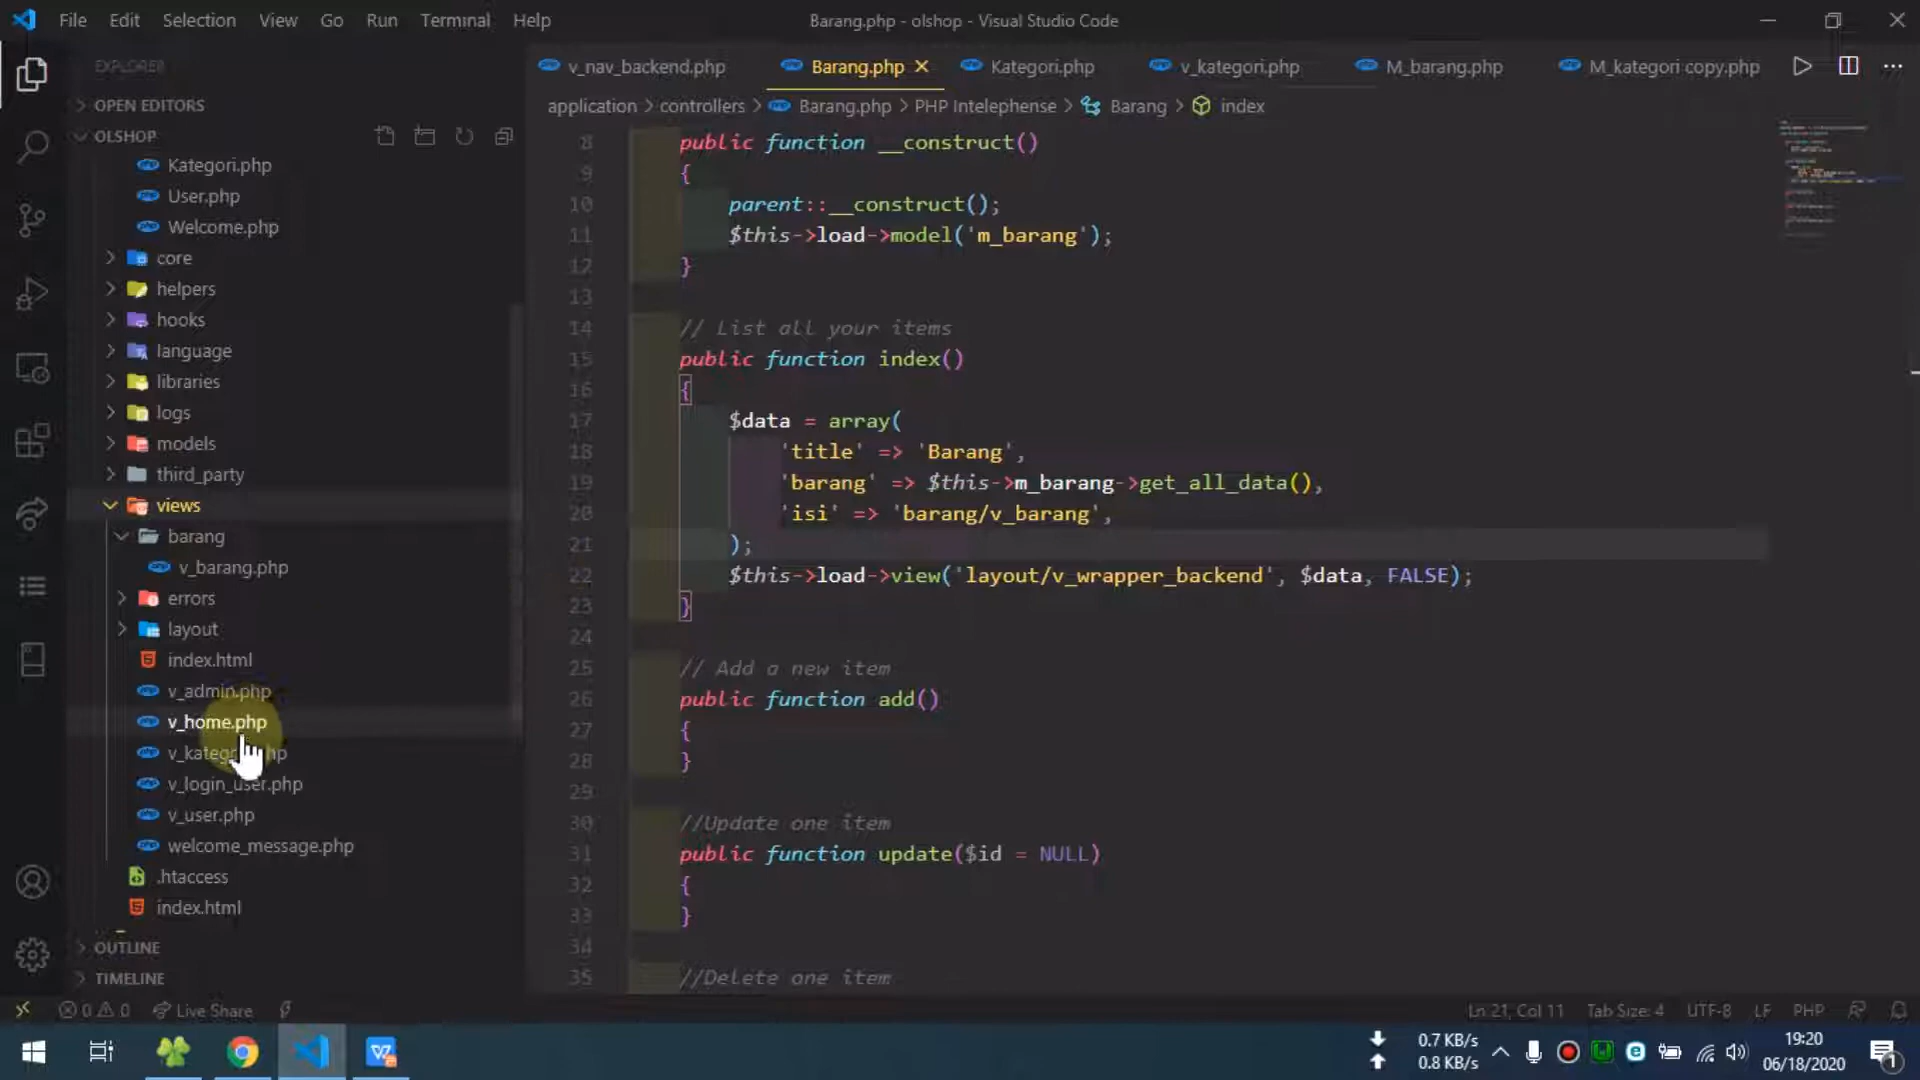 File Edit Selection View Go Run Terminal Help
Barang.php - olshop - Visual Studio Code
EXPLORER
OPEN EDITORS
OLSHOP
Kategori.php
User.php
Welcome.php
core
helpers
hooks
language
libraries
logs
models
third_party
views
barang
v_barang.php
errors
layout
index.html
v_admin.php
v_home.php
v_login_user.php
v_user.php
welcome_message.php
.htaccess
index.html
OUTLINE
TIMELINE
v_nav_backend.php Barang.php Kategori.php v_kategori.php M_barang.php M_kategori copy.php
application > controllers > Barang.php > PHP Intelephense > Barang > index
8 public function __construct()
9 {
10 parent::__construct();
11 $this->load->model('m_barang');
12 }
13
14 // List all your items
15 public function index()
16 {
17 $data = array(
18 'title' => 'Barang',
19 'barang' => $this->m_barang->get_all_data(),
20 'isi' => 'barang/v_barang',
21 );
22 $this->load->view('layout/v_wrapper_backend', $data, FALSE);
23 }
24
25 // Add a new item
26 public function add()
27 {
28 }
29
30 //Update one item
31 public function update($id = NULL)
32 {
33 }
34
35 //Delete one item
0 0 Live Share
Ln 21, Col 11 Tab Size: 4 UTF-8 LF PHP
0.7 KB/s
0.8 KB/s
19:20
06/18/2020
1